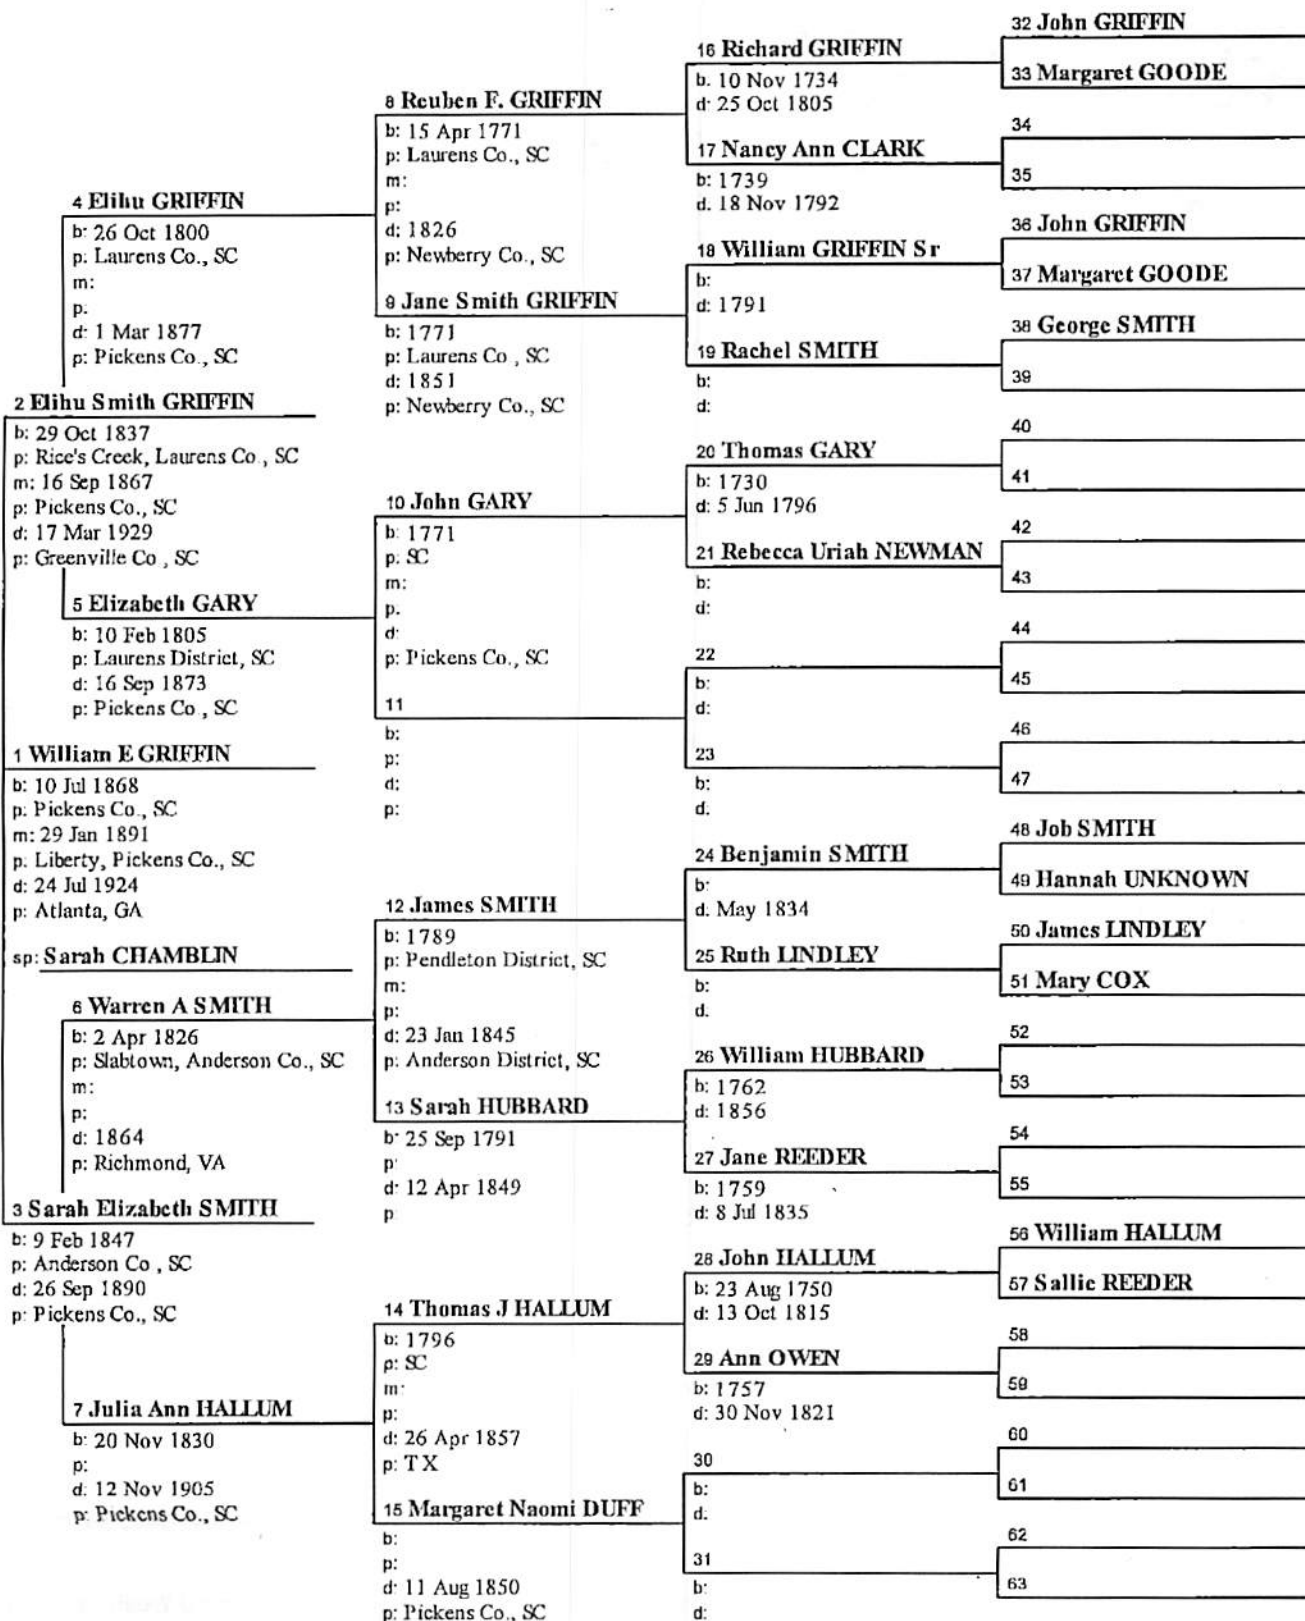 4 Elihu GRIFFIN
b: 26 Oct 1800
p: Laurens Co., SC
m:
p.
d: 1 Mar 1877
p: Pickens Co., SC
2 Elihu Smith GRIFFIN
b: 29 Oct 1837
p: Rice's Creek, Laurens Co., SC
m: 16 Sep 1867
p: Pickens Co., SC
d: 17 Mar 1929
p: Greenville Co , SC
5 Elizabeth GARY
b: 10 Feb 1805
p: Laurens District, SC
d: 16 Sep 1873
p: Pickens Co , SC
1 William E GRIFFIN
b: 10 Jul 1868
p: Pickens Co., SC
m: 29 Jan 1891
p: Liberty, Pickens Co., SC
d: 24 Jul 1924
p: Atlanta, GA
sp: Sarah CHAMBLIN
6 Warren A SMITH
b: 2 Apr 1826
p: Slabtown, Anderson Co., SC
m:
p:
d: 1864
p: Richmond, VA
3 Sarah Elizabeth SMITH
b: 9 Feb 1847
p: Anderson Co , SC
d: 26 Sep 1890
p: Pickens Co., SC
7 Julia Ann HALLUM
b: 20 Nov 1830
p:
d: 12 Nov 1905
p: Pickens Co., SC
8 Reuben F. GRIFFIN
b: 15 Apr 1771
p: Laurens Co., SC
m:
p:
d: 1826
p: Newberry Co., SC
9 Jane Smith GRIFFIN
b: 1771
p: Laurens Co , SC
d: 1851
p: Newberry Co., SC
10 John GARY
b: 1771
p: SC
m:
p.
d:
p: Pickens Co., SC
11
b:
p:
d:
p:
12 James SMITH
b: 1789
p: Pendleton District, SC
m:
p:
d: 23 Jan 1845
p: Anderson District, SC
13 Sarah HUBBARD
b: 25 Sep 1791
p:
d: 12 Apr 1849
p
14 Thomas J HALLUM
b: 1796
p: SC
m:
p:
d: 26 Apr 1857
p: TX
15 Margaret Naomi DUFF
b:
p:
d: 11 Aug 1850
p: Pickens Co., SC
16 Richard GRIFFIN
b. 10 Nov 1734
d: 25 Oct 1805
17 Nancy Ann CLARK
b: 1739
d. 18 Nov 1792
18 William GRIFFIN Sr
b:
d: 1791
19 Rachel SMITH
b:
d:
20 Thomas GARY
b: 1730
d: 5 Jun 1796
21 Rebecca Uriah NEWMAN
b:
d:
22
b:
d:
23
b:
d.
24 Benjamin SMITH
b:
d. May 1834
25 Ruth LINDLEY
b:
d.
26 William HUBBARD
b: 1762
d: 1856
27 Jane REEDER
b: 1759
d: 8 Jul 1835
28 John HALLUM
b: 23 Aug 1750
d: 13 Oct 1815
29 Ann OWEN
b: 1757
d: 30 Nov 1821
30
b:
d:
31
b:
d:
32 John GRIFFIN
33 Margaret GOODE
34
35
36 John GRIFFIN
37 Margaret GOODE
38 George SMITH
39
40
41
42
43
44
45
46
47
48 Job SMITH
49 Hannah UNKNOWN
50 James LINDLEY
51 Mary COX
52
53
54
55
56 William HALLUM
57 Sallie REEDER
58
59
60
61
62
63